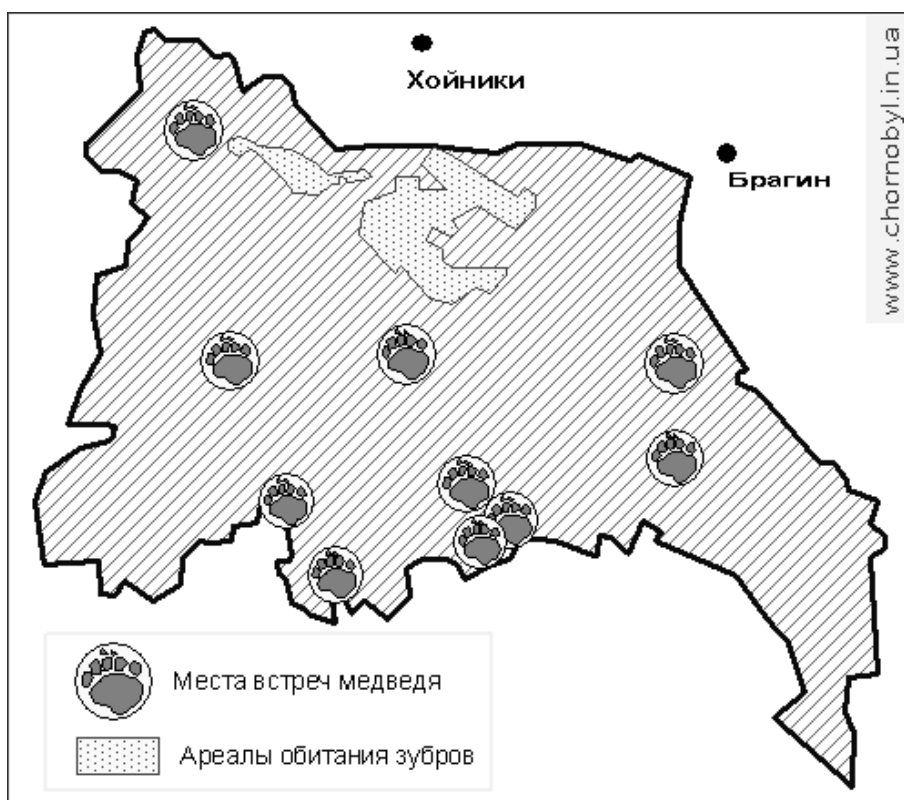 Хойники
Брагин
www.chornobyl.in.ua
Места встреч медведя
Ареалы обитания зубров